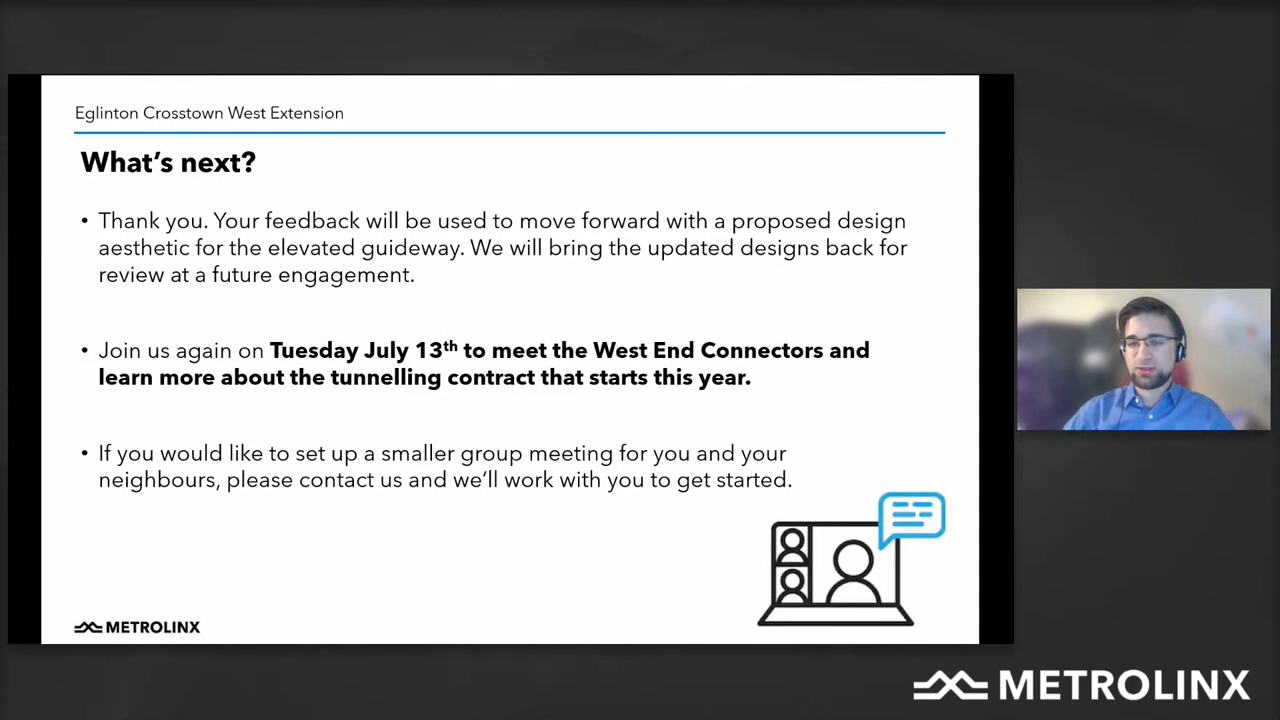 Eglinton Crosstown West Extension
What's next?
• Thank you. Your feedback will be used to move forward with a proposed design
aesthetic for the elevated guideway. We will bring the updated designs back for
review at a future engagement.
• Join us again on Tuesday July 13th to meet the West End Connectors and
learn more about the tunnelling contract that starts this year.
• If you would like to set up a smaller group meeting for you and your
neighbours, please contact us and we'll work with you to get started.
METROLINX
METROLINX